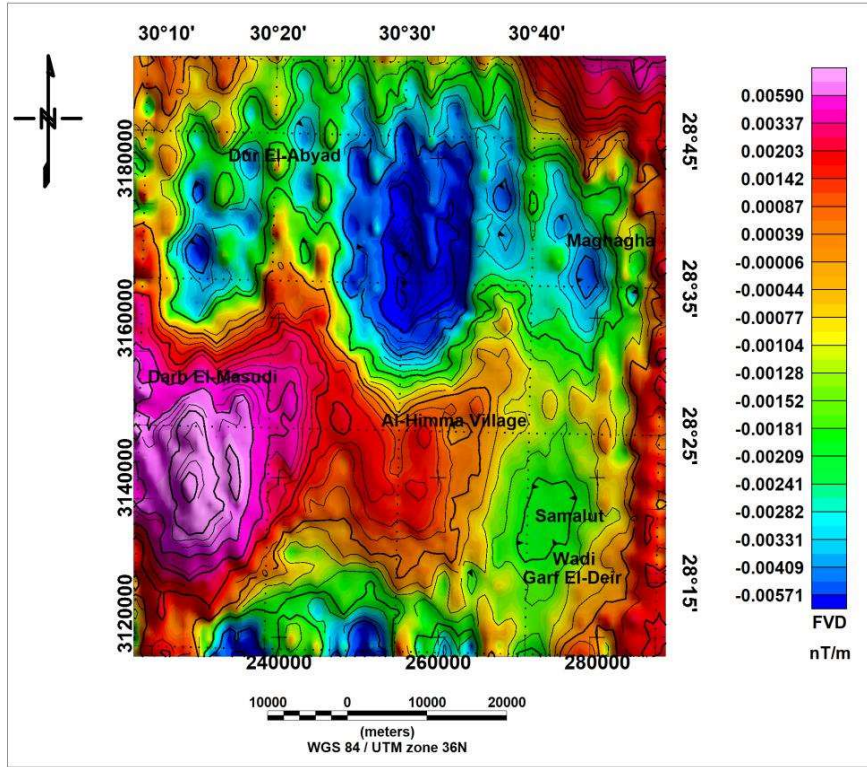 30°10' 30°20' 30°30' 30°40'
N
3180000
3160000
3140000
3120000
28°45'
28°35'
28°25'
28°15'
Dur El-Abyad
Maghagha
Darb El-Masudi
Al-Himma Village
Samalut
Wadi
Garf El-Deir
240000 260000 280000
0.00590
0.00337
0.00203
0.00142
0.00087
0.00039
-0.00006
-0.00044
-0.00077
-0.00104
-0.00128
-0.00152
-0.00181
-0.00209
-0.00241
-0.00282
-0.00331
-0.00409
-0.00571
FVD
nT/m
10000 0 10000 20000
(meters)
WGS 84 / UTM zone 36N